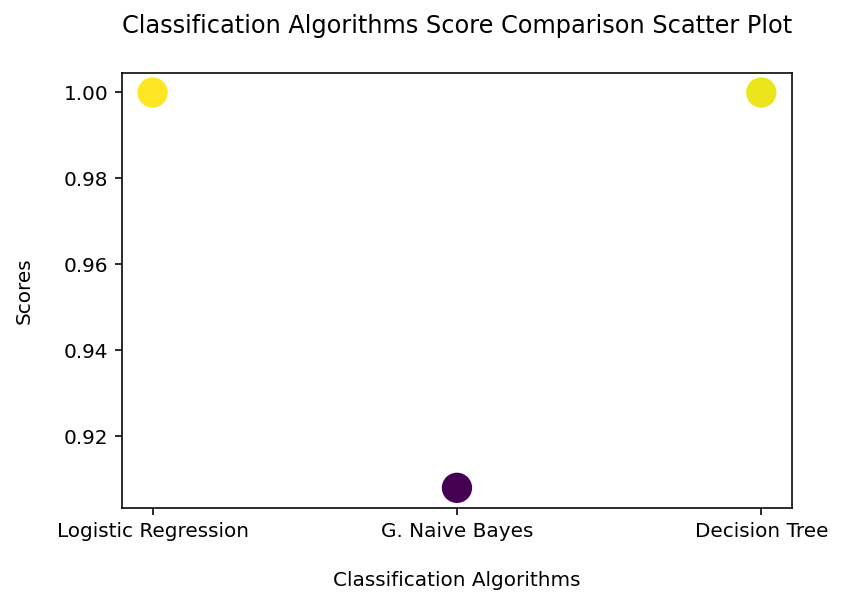 Classification Algorithms Score Comparison Scatter Plot
1.00
0.98
0.96
0.94
0.92
Scores
Logistic Regression
G. Naive Bayes
Decision Tree
Classification Algorithms